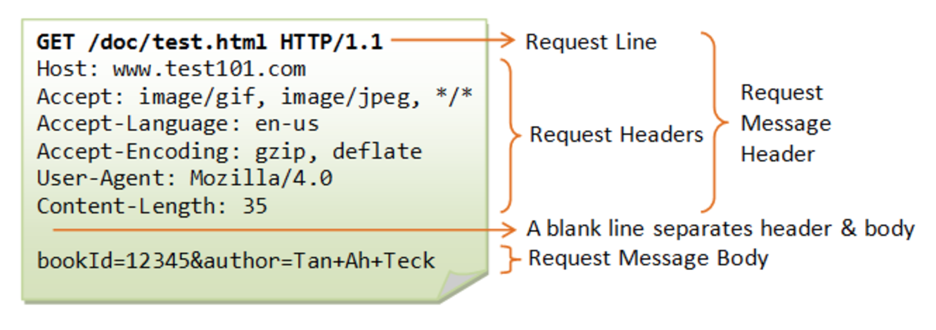 GET /doc/test.html HTTP/1.1
Request Line
Host: www.test101.com
Accept: image/gif, image/jpeg, */*
Accept-Language: en-us
Accept-Encoding: gzip, deflate
User-Agent: Mozilla/4.0
Content-Length: 35
Request Headers
Request
Message
Header
A blank line separates header & body
bookId=12345&author=Tan+Ah+Teck
Request Message Body